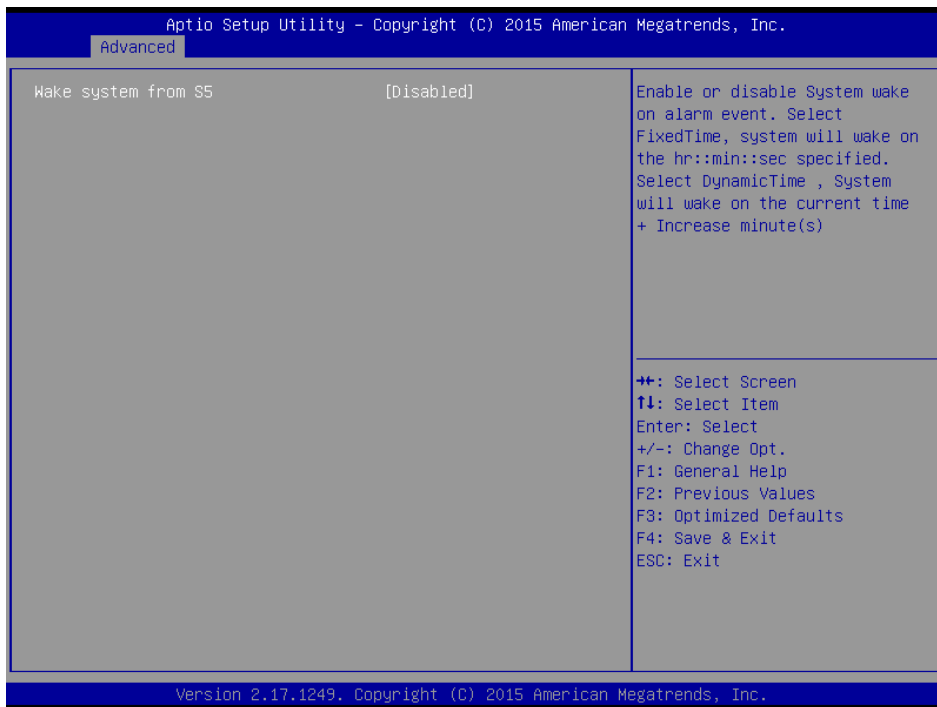 Aptio Setup Utility – Copyright (C) 2015 American Megatrends, Inc.
Advanced
Wake system from S5 [Disabled]
Enable or disable System wake
on alarm event. Select
FixedTime, system will wake on
the hr::min::sec specified.
Select DynamicTime , System
will wake on the current time
+ Increase minute(s)
→←: Select Screen
↑↓: Select Item
Enter: Select
+/-: Change Opt.
F1: General Help
F2: Previous Values
F3: Optimized Defaults
F4: Save & Exit
ESC: Exit
Version 2.17.1249. Copyright (C) 2015 American Megatrends, Inc.